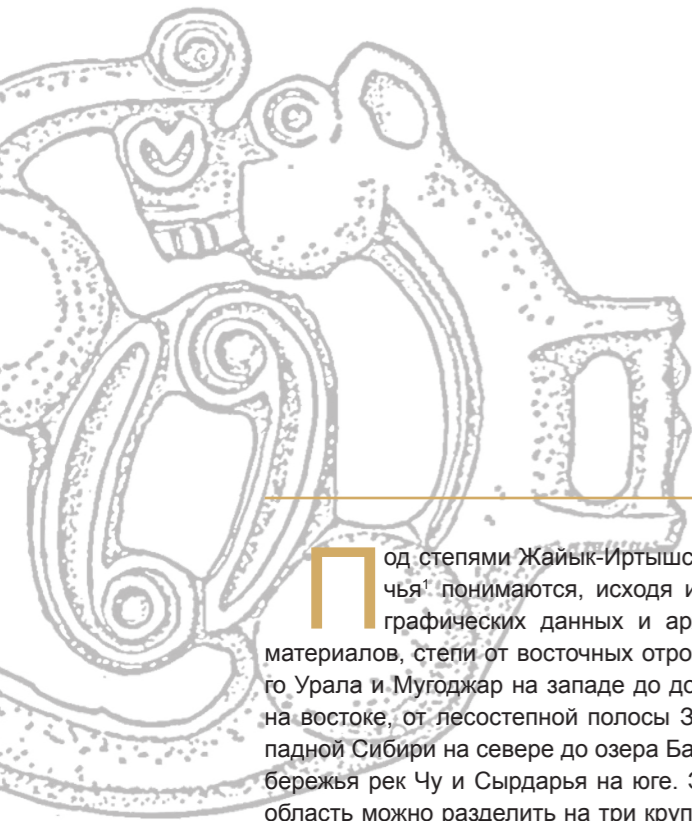 Под степями Жайык-Иртышс
чья¹ понимаются, исходя и
графических данных и ар
материалов, степи от восточных отро
го Урала и Мугоджар на западе до до
на востоке, от лесостепной полосы З
падной Сибири на севере до озера Ба
бережья рек Чу и Сырдарья на юге. З
область можно разделить на три круп